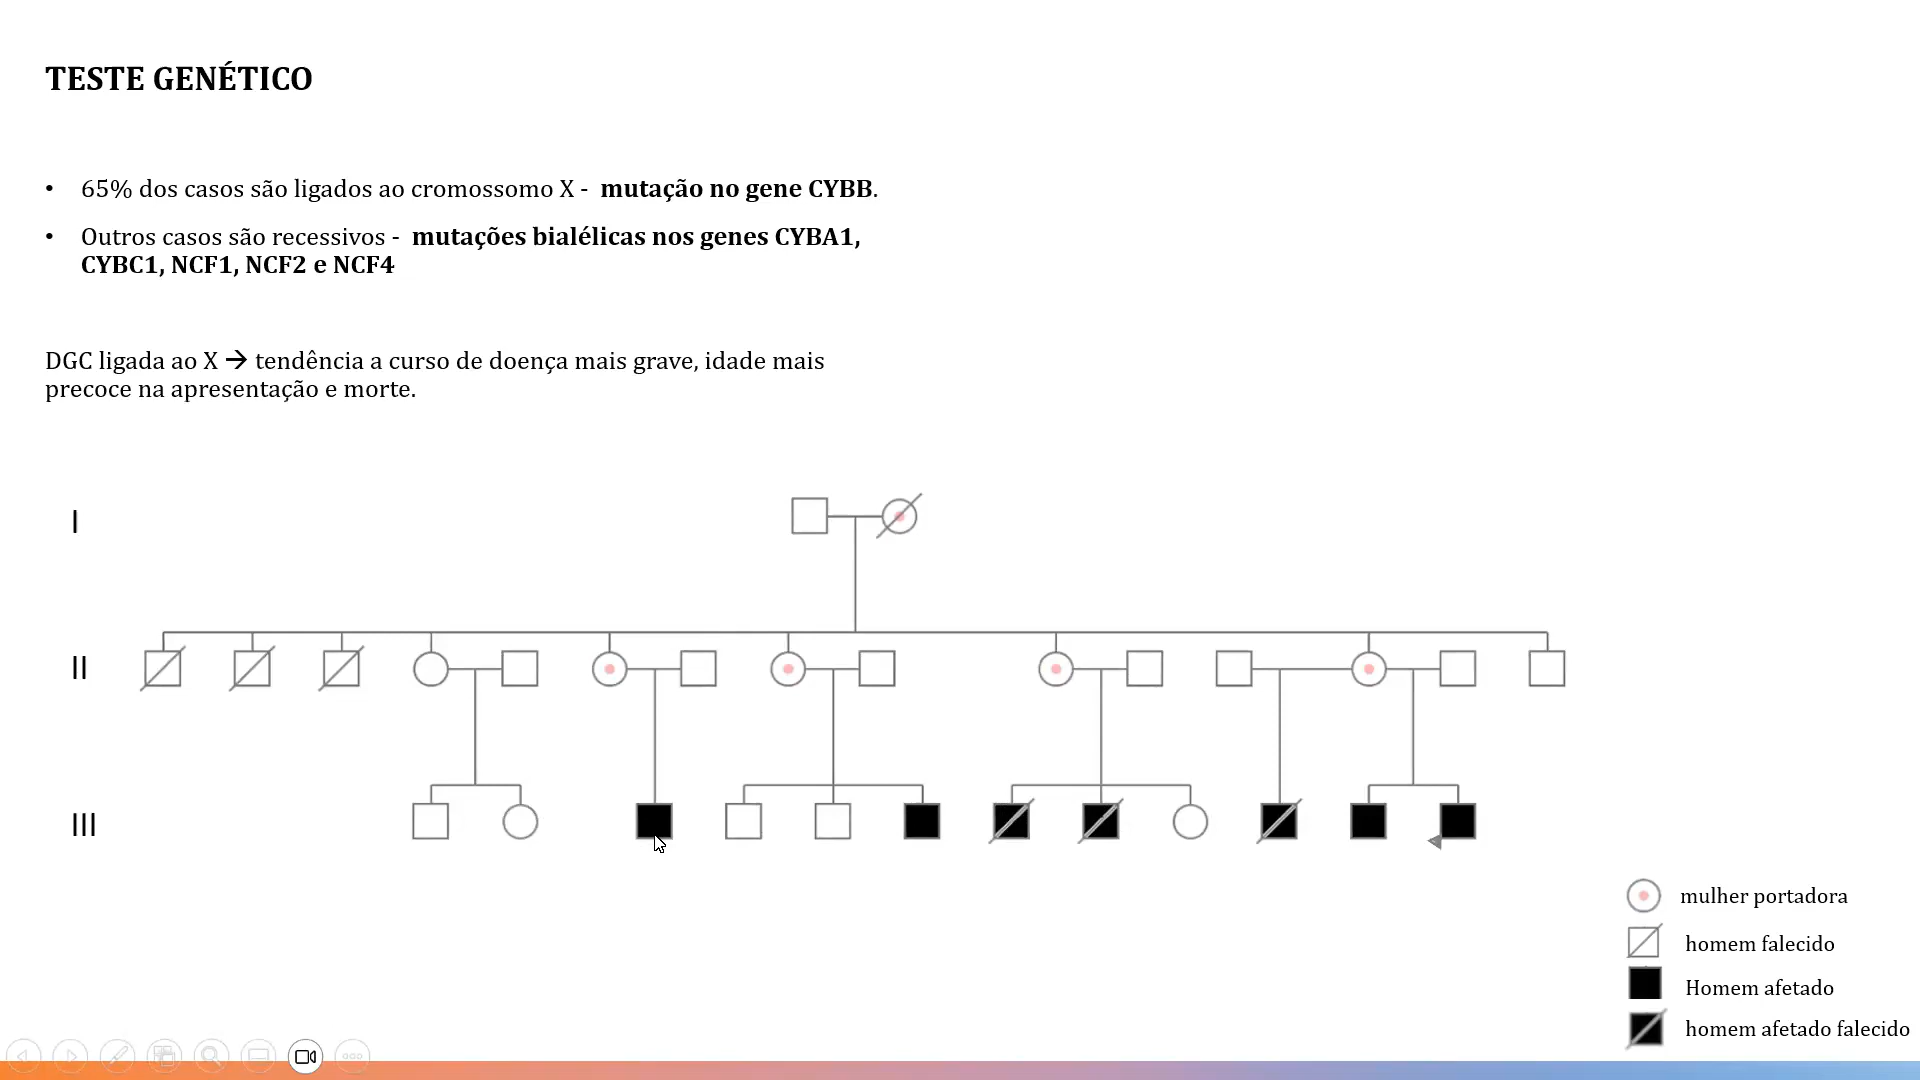 TESTE GENÉTICO
• 65% dos casos são ligados ao cromossomo X - mutação no gene CYBB.
• Outros casos são recessivos - mutações bialélicas nos genes CYBA1,
CYBC1, NCF1, NCF2 e NCF4
DGC ligada ao X → tendência a curso de doença mais grave, idade mais
precoce na apresentação e morte.
I
II
III
mulher portadora
homem falecido
Homem afetado
homem afetado falecido